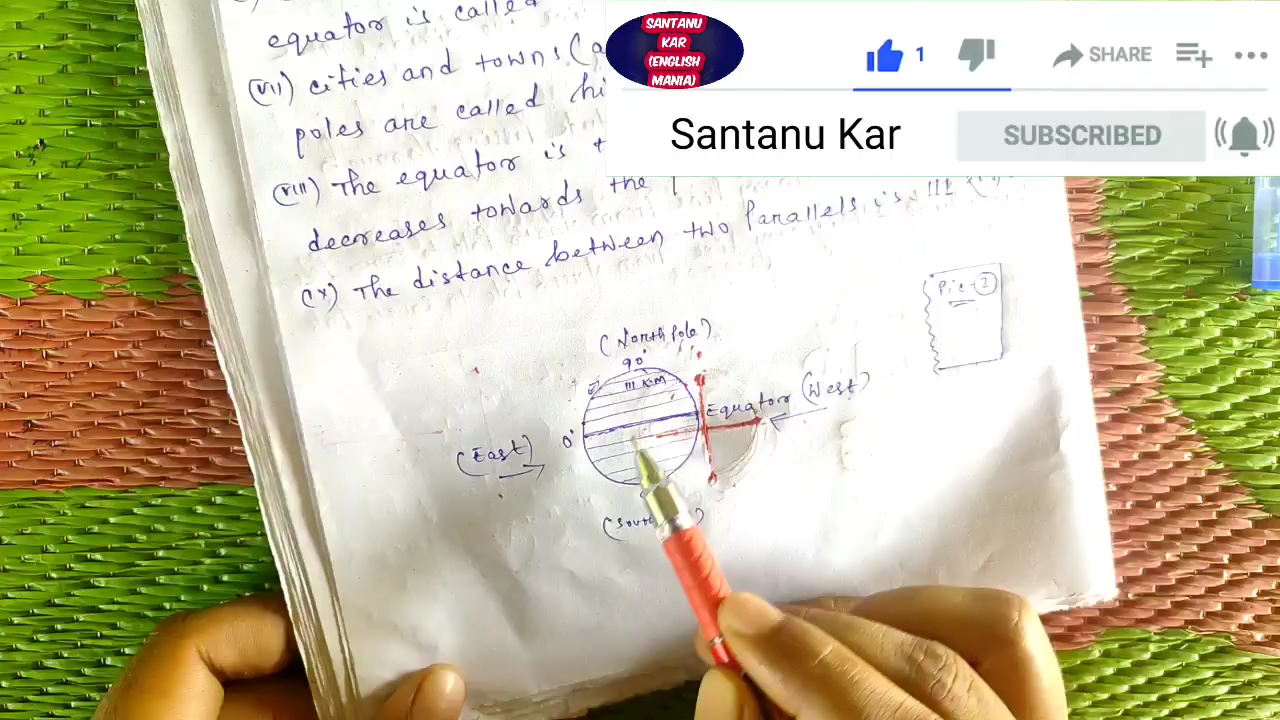 equator is called
(VII) cities and towns (a
poles are called hi
(VIII) The equator is t
decreases towards the
(X) The distance between two parallels is 111
SANTANU
KAR
(ENGLISH
MANIA)
1
SHARE
Santanu Kar
SUBSCRIBED
Pic-2
(North Pole)
90°
111 K.M
Equator (West)
0°
(East)
(South